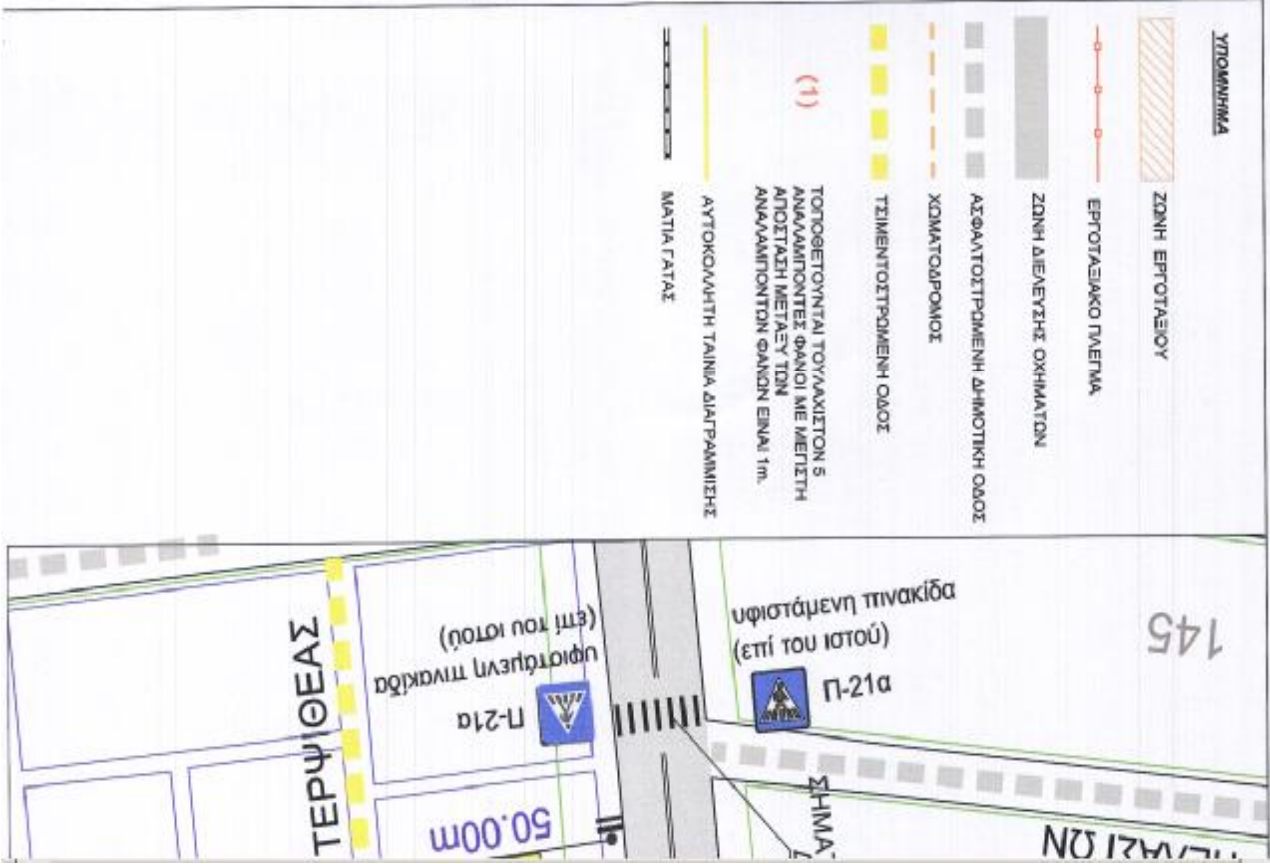 ΥΠΟΜΝΗΜΑ
ΖΩΝΗ ΕΡΓΟΤΑΞΙΟΥ
ΕΡΓΟΤΑΞΙΑΚΟ ΠΛΕΓΜΑ
ΖΩΝΗ ΔΙΕΛΕΥΣΗΣ ΟΧΗΜΑΤΩΝ
ΑΣΦΑΛΤΟΣΤΡΩΜΕΝΗ ΔΗΜΟΤΙΚΗ ΟΔΟΣ
ΧΩΜΑΤΟΔΡΟΜΟΣ
ΤΣΙΜΕΝΤΟΣΤΡΩΜΕΝΗ ΟΔΟΣ
(1)
ΤΟΠΟΘΕΤΟΥΝΤΑΙ ΤΟΥΛΑΧΙΣΤΟΝ 5
ΑΝΑΛΑΜΠΟΝΤΕΣ ΦΑΝΟΙ ΜΕ ΜΕΓΙΣΤΗ
ΑΠΟΣΤΑΣΗ ΜΕΤΑΞΥ ΤΩΝ
ΑΝΑΛΑΜΠΟΝΤΩΝ ΦΑΝΩΝ ΕΙΝΑΙ 1m.
ΑΥΤΟΚΟΛΛΗΤΗ ΤΑΙΝΙΑ ΔΙΑΓΡΑΜΜΙΣΗΣ
ΜΑΤΙΑ ΓΑΤΑΣ
145
υφιστάμενη πινακίδα
(επί του ιστού)
Π-21α
Π-21α
υφιστάμενη πινακίδα
(επί του ιστού)
ΤΕΡΨΙΘΕΑΣ
50.00m
ΣΗΜΑ